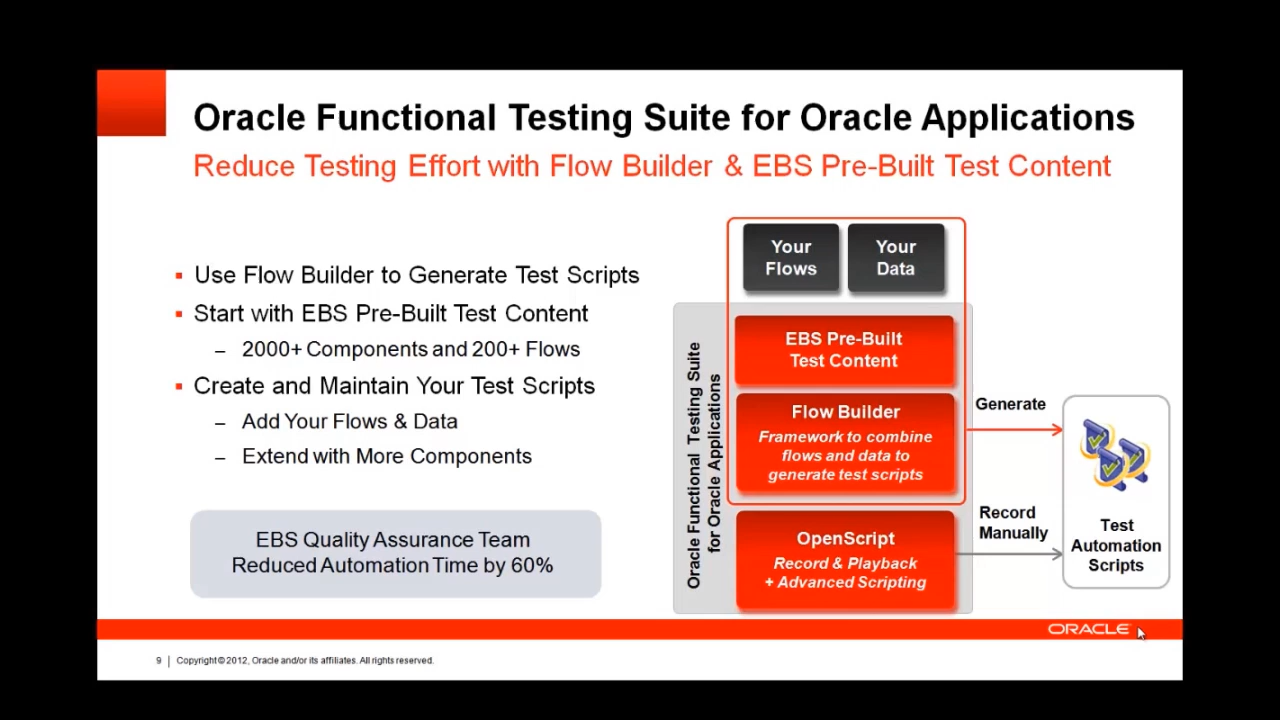 Oracle Functional Testing Suite for Oracle Applications
Reduce Testing Effort with Flow Builder & EBS Pre-Built Test Content
▪ Use Flow Builder to Generate Test Scripts
▪ Start with EBS Pre-Built Test Content
– 2000+ Components and 200+ Flows
▪ Create and Maintain Your Test Scripts
– Add Your Flows & Data
– Extend with More Components
EBS Quality Assurance Team
Reduced Automation Time by 60%
Your
Flows
Your
Data
Oracle Functional Testing Suite
for Oracle Applications
EBS Pre-Built
Test Content
Flow Builder
Framework to combine
flows and data to
generate test scripts
OpenScript
Record & Playback
+ Advanced Scripting
Generate
Record
Manually
Test
Automation
Scripts
ORACLE
9 | Copyright © 2012, Oracle and/or its affiliates. All rights reserved.